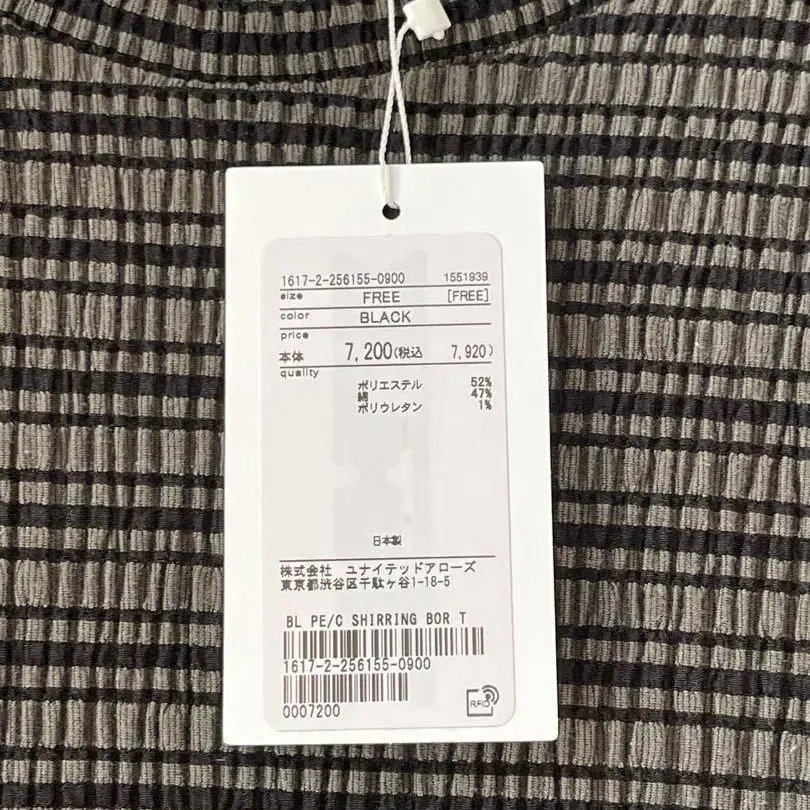 1617-2-256155-0900 1551939
size FREE [FREE]
color BLACK
price
本体 7,200(税込 7,920)
quality
ポリエステル 52%
綿 47%
ポリウレタン 1%
日本製
株式会社 ユナイテッドアローズ
東京都渋谷区千駄ヶ谷1-18-5
BL PE/C SHIRRING BOR T
1617-2-256155-0900
0007200
RFID